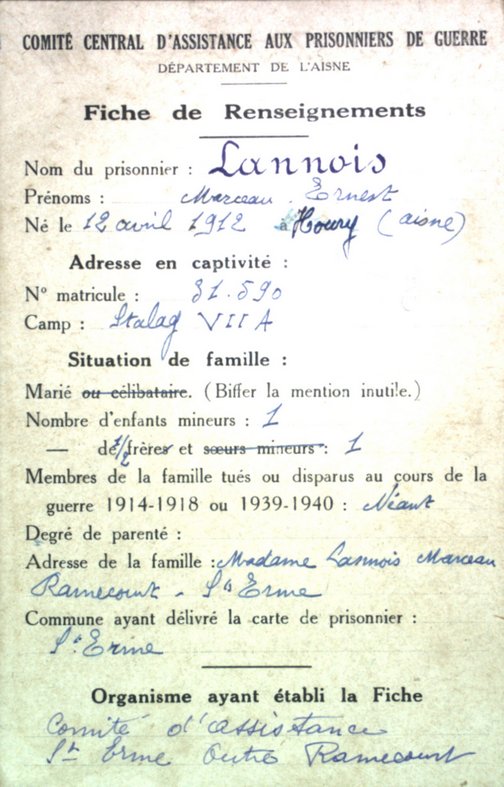 COMITÉ CENTRAL D'ASSISTANCE AUX PRISONNIERS DE GUERRE
DÉPARTEMENT DE L'AISNE
Fiche de Renseignements
Nom du prisonnier : Lannois
Prénoms : Marceau Ernest
Né le 12 avril 1912 à Houry (aisne)
Adresse en captivité :
N° matricule : 31.590
Camp : Stalag VII A
Situation de famille :
Marié ou célibataire. (Biffer la mention inutile.)
Nombre d'enfants mineurs : 1
— de 1/2 frères et sœurs mineurs : 1
Membres de la famille tués ou disparus au cours de la
guerre 1914-1918 ou 1939-1940 : Néant
Degré de parenté :
Adresse de la famille : Madame Lannois Marceau
Ramecourt - St Erme
Commune ayant délivré la carte de prisonnier :
St Erme
Organisme ayant établi la Fiche
Comité d'assistance
St Erme Outre Ramecourt